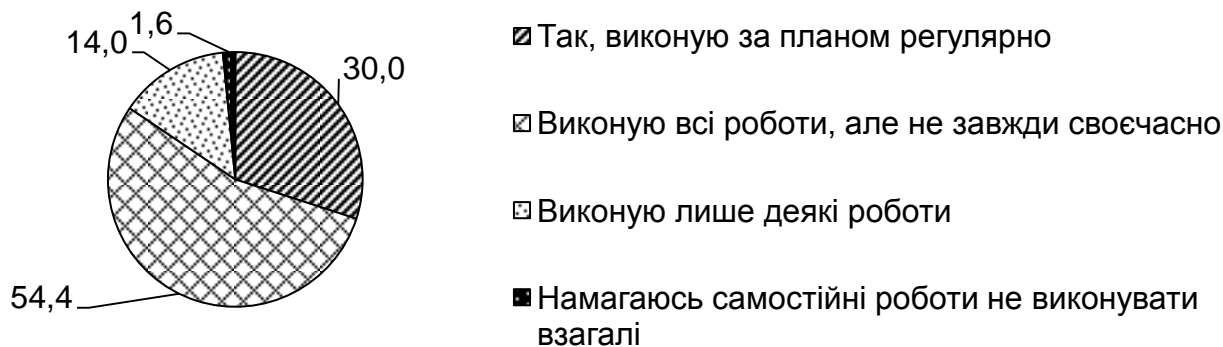 1,6
14,0
30,0
54,4
Так, виконую за планом регулярно
Виконую всі роботи, але не завжди своєчасно
Виконую лише деякі роботи
Намагаюсь самостійні роботи не виконувати
взагалі